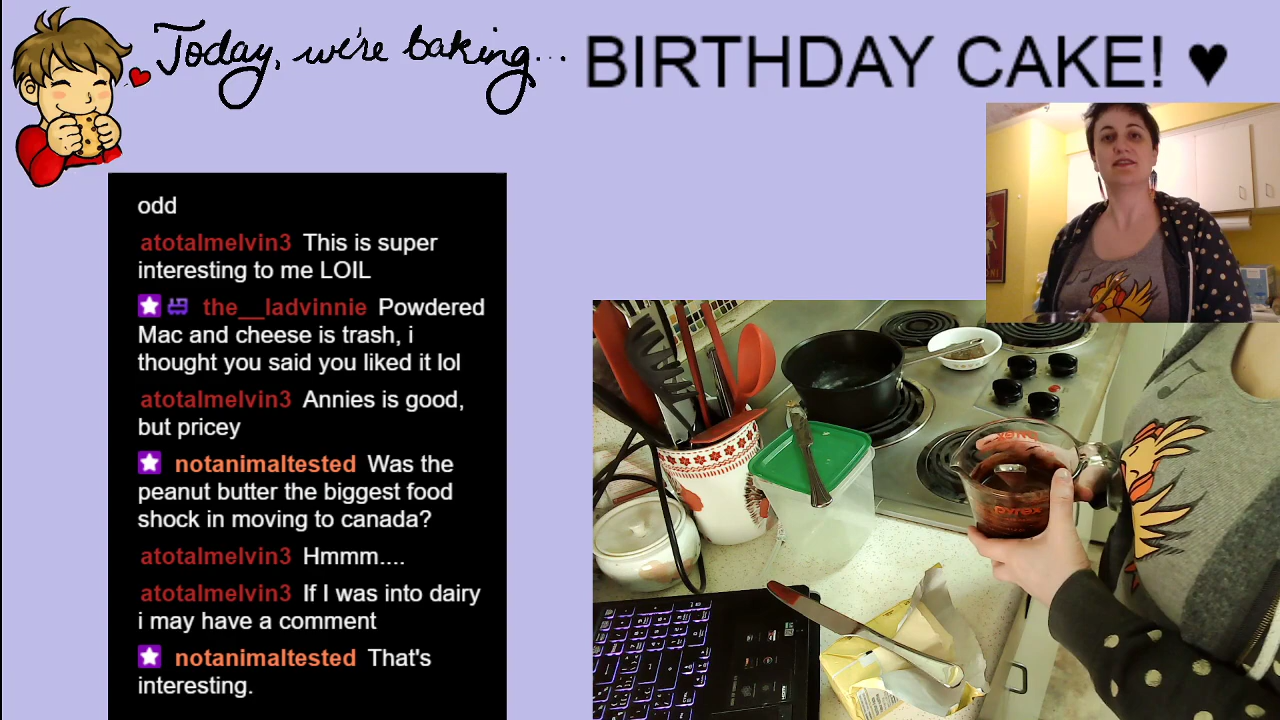 Today, we're baking... BIRTHDAY CAKE! ♥
odd
atotalmelvin3 This is super
interesting to me LOIL
the__ladvinnie Powdered
Mac and cheese is trash, i
thought you said you liked it lol
atotalmelvin3 Annies is good,
but pricey
notanimaltested Was the
peanut butter the biggest food
shock in moving to canada?
atotalmelvin3 Hmmm....
atotalmelvin3 If I was into dairy
i may have a comment
notanimaltested That's
interesting.
PYREX